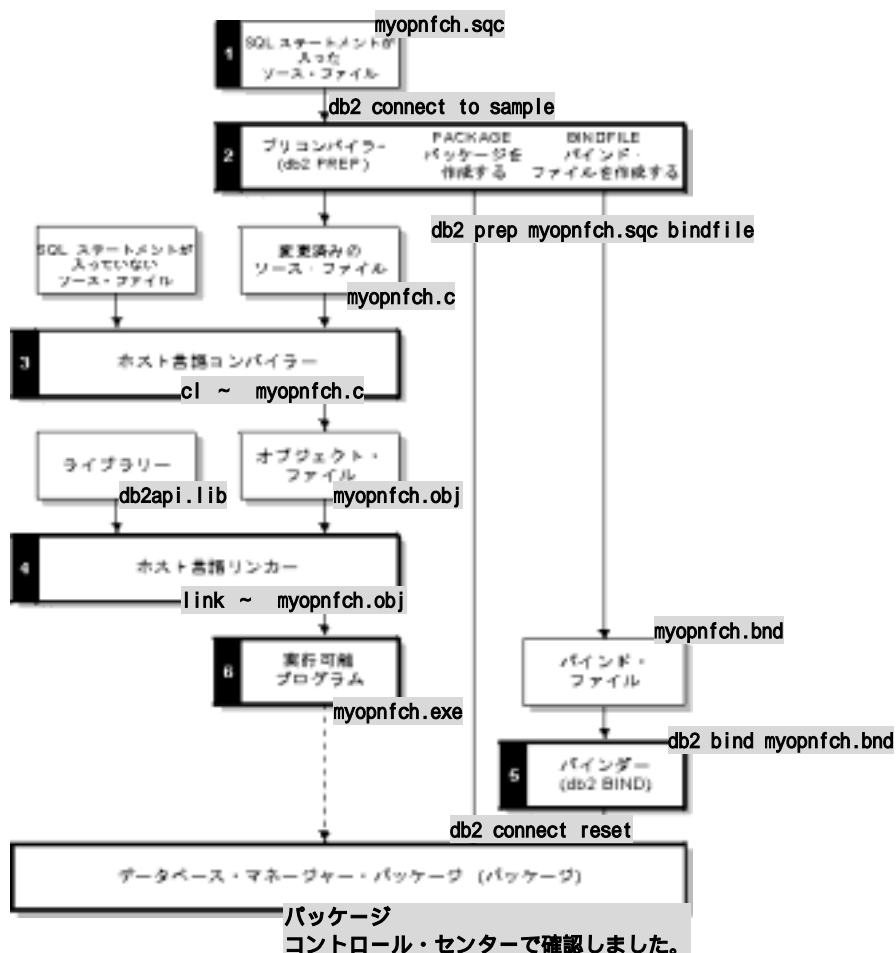 myopnfch.sqc
1
SQL ステートメントが
入った
ソース・ファイル
db2 connect to sample
2
プリコンパイラー
(db2 PREP)
PACKAGE
パッケージを
作成する
BINDFILE
バインド・
ファイルを作成する
db2 prep myopnfch.sqc bindfile
SQL ステートメントが
入っていない
ソース・ファイル
変更済みの
ソース・ファイル
myopnfch.c
3
ホスト言語コンパイラー
cl ~ myopnfch.c
ライブラリー
db2api.lib
オブジェクト・
ファイル
myopnfch.obj
4
ホスト言語リンカー
link ~ myopnfch.obj
6
実行可能
プログラム
myopnfch.exe
myopnfch.bnd
バインド・
ファイル
db2 bind myopnfch.bnd
5
バインダー
(db2 BIND)
db2 connect reset
データベース・マネージャー・パッケージ (パッケージ)
パッケージ
コントロール・センターで確認しました。